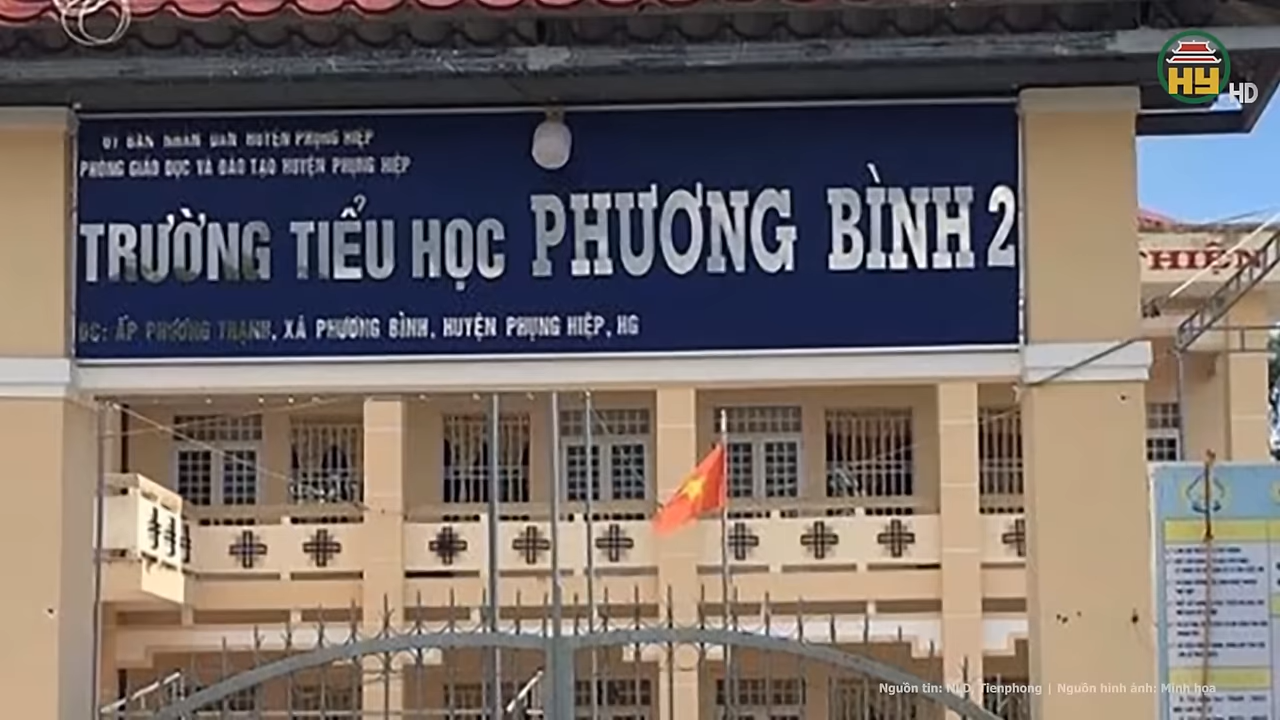 HY HD
ỦY BAN NHÂN DÂN HUYỆN PHỤNG HIỆP
PHÒNG GIÁO DỤC VÀ ĐÀO TẠO HUYỆN PHỤNG HIỆP
TRƯỜNG TIỂU HỌC PHƯƠNG BÌNH 2
THIỆN
ĐC: ẤP PHƯƠNG THẠNH, XÃ PHƯƠNG BÌNH, HUYỆN PHỤNG HIỆP, HG
Nguồn tin: NLD, Tienphong | Nguồn hình ảnh: Minh họa